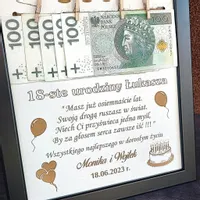 100 100 100 100 100
18-ste urodziny Łukasza
"Masz już osiemnaście lat,
Swoją drogą ruszasz w świat.
Niech Ci przyświeca jedna myśl,
By za głosem serca zawsze iść!!!"
Wszystkiego najlepszego w dorosłym życiu
Monika i Wojtek
18.06.2023 r.